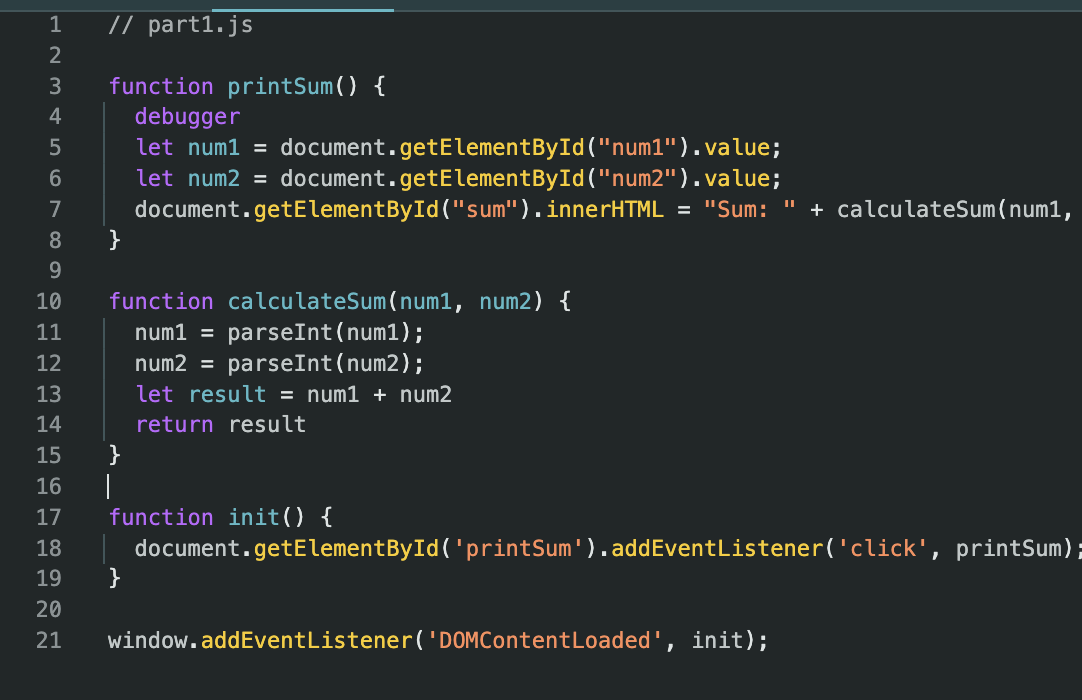 1 // part1.js
2
3 function printSum() {
4   debugger
5   let num1 = document.getElementById("num1").value;
6   let num2 = document.getElementById("num2").value;
7   document.getElementById("sum").innerHTML = "Sum: " + calculateSum(num1,
8 }
9
10 function calculateSum(num1, num2) {
11   num1 = parseInt(num1);
12   num2 = parseInt(num2);
13   let result = num1 + num2
14   return result
15 }
16
17 function init() {
18   document.getElementById('printSum').addEventListener('click', printSum);
19 }
20
21 window.addEventListener('DOMContentLoaded', init);